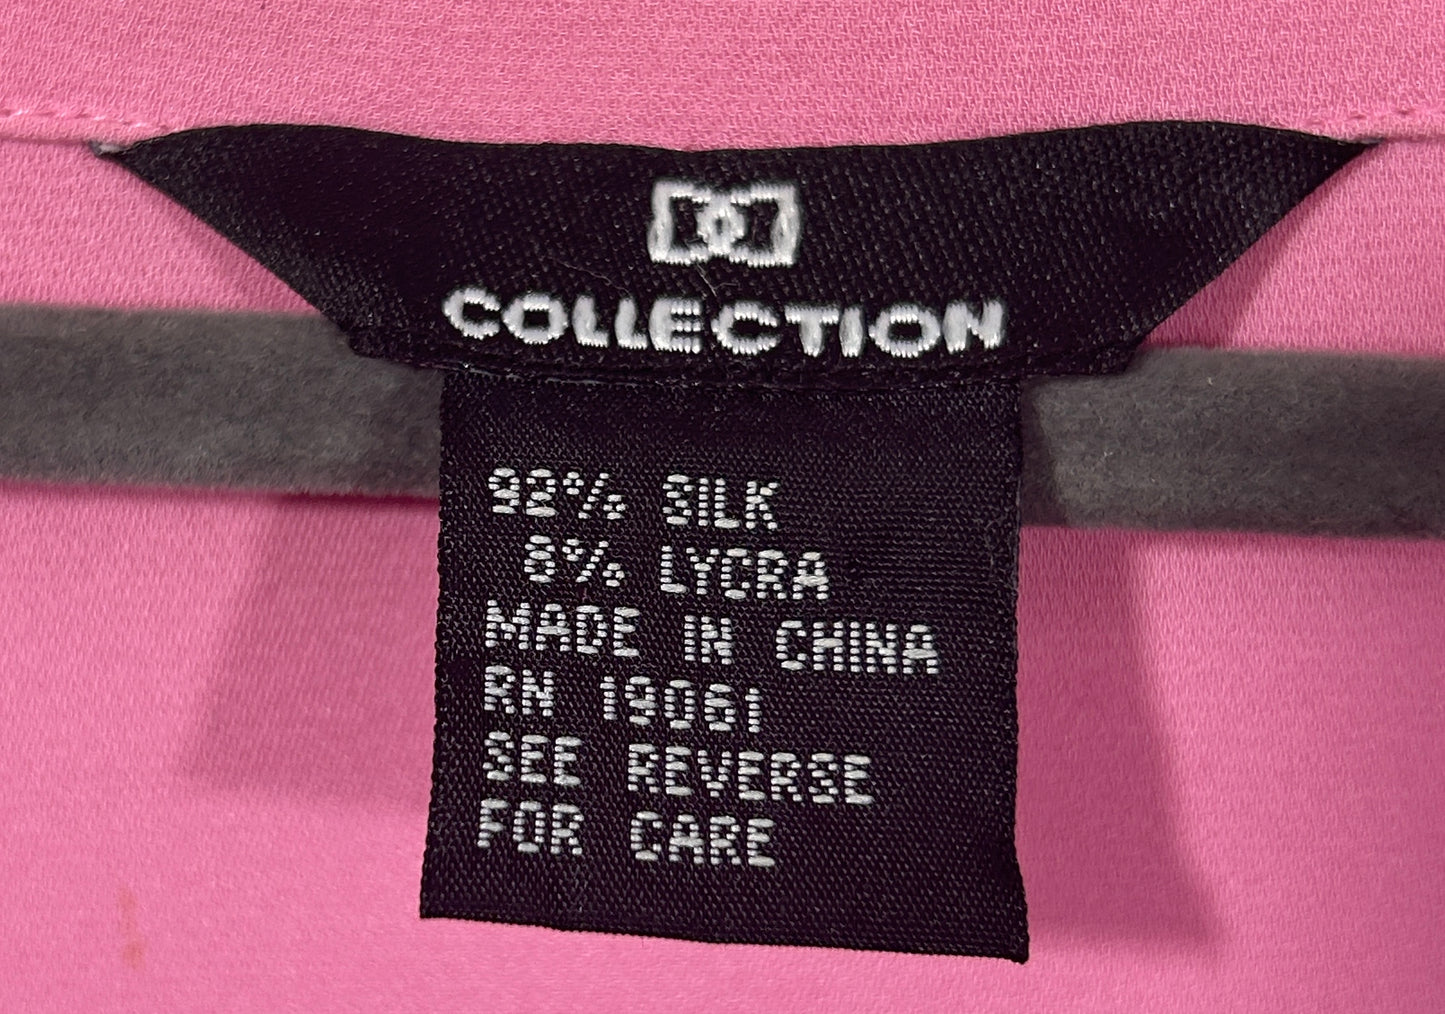 COLLECTION
92% SILK
8% LYCRA
MADE IN CHINA
RN 19061
SEE REVERSE
FOR CARE